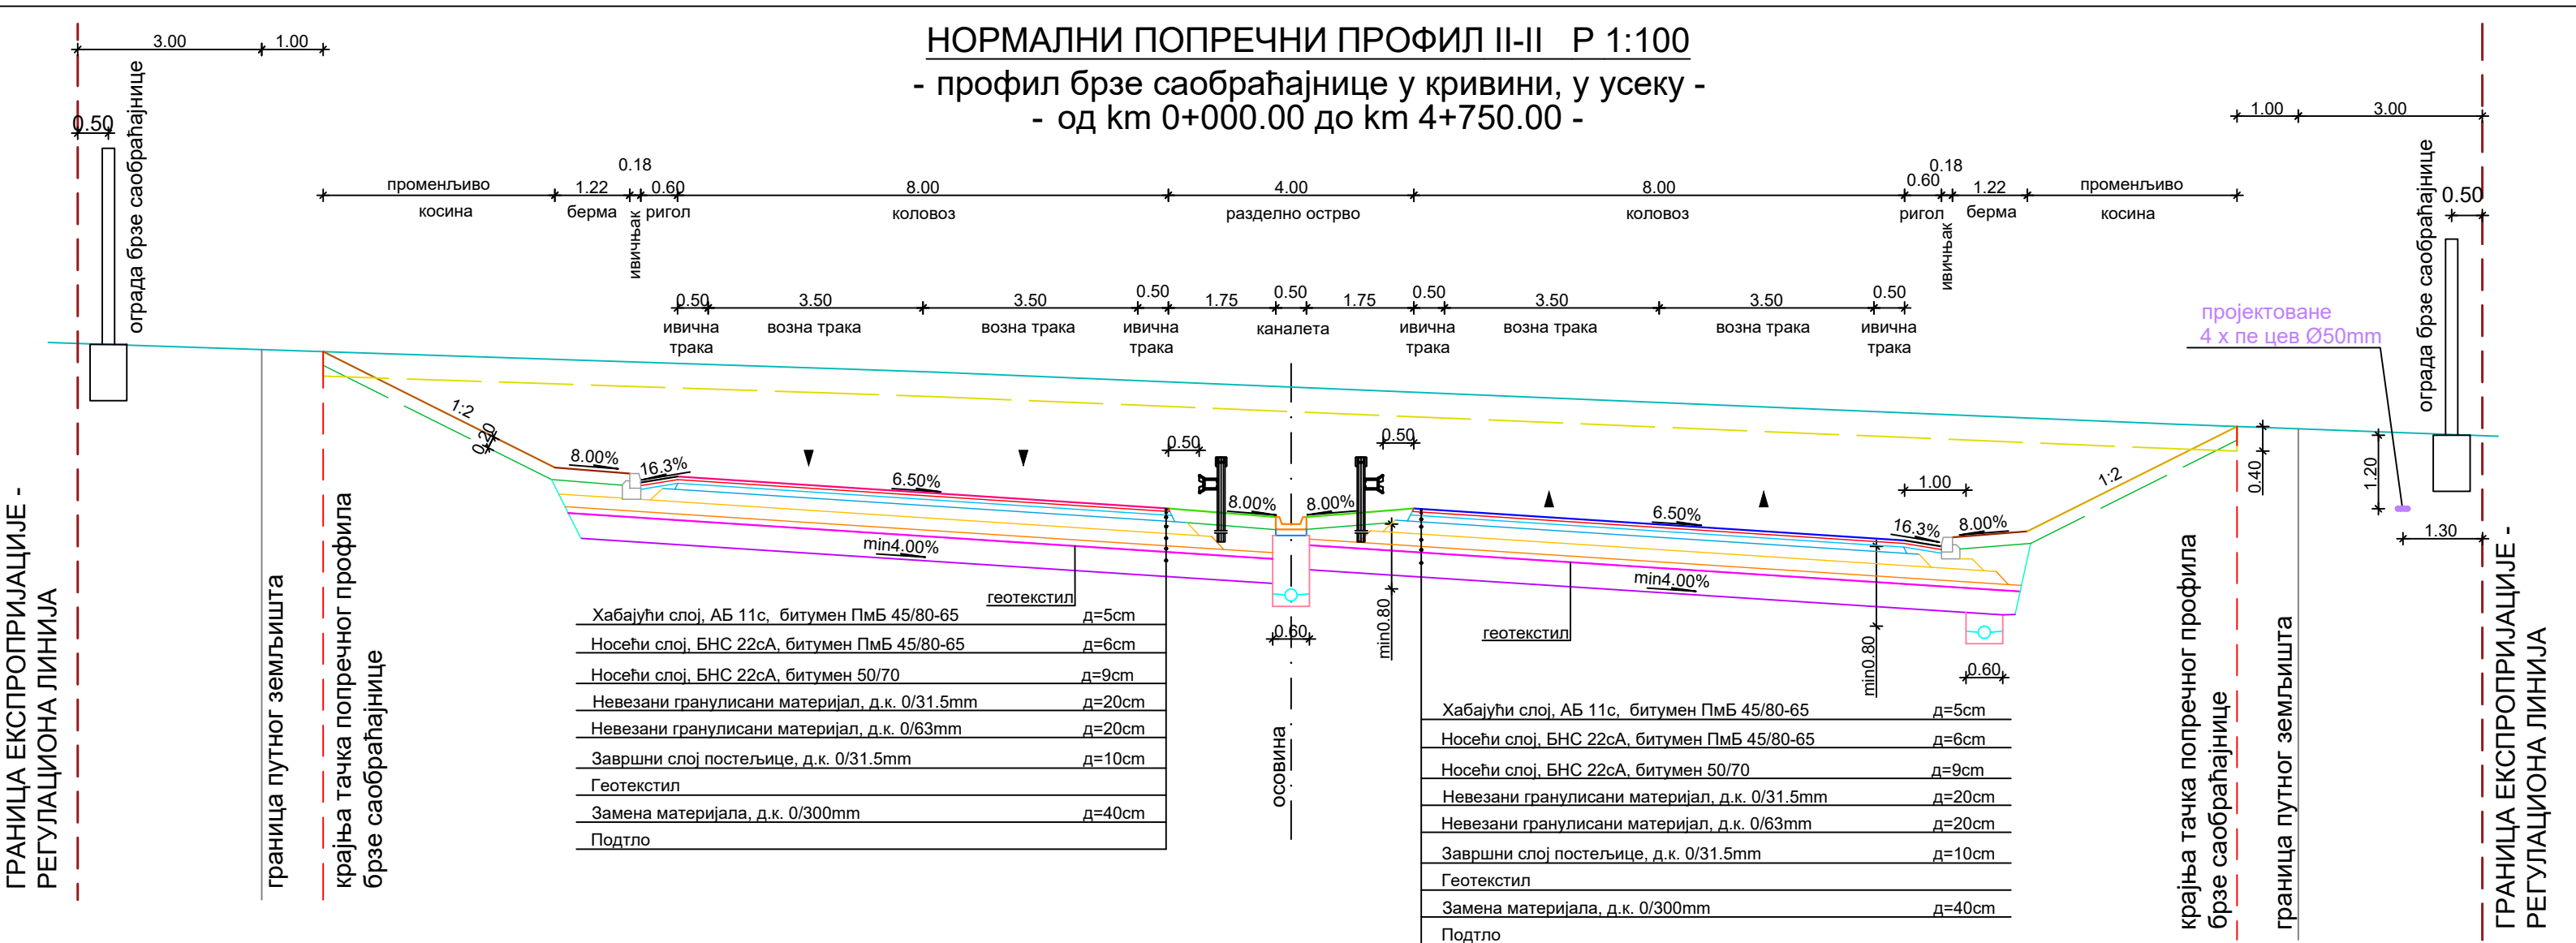 НОРМАЛНИ ПОПРЕЧНИ ПРОФИЛ II-II Р 1:100
- профил брзе саобраћајнице у кривини, у усеку -
- од km 0+000.00 до km 4+750.00 -
3.00 1.00
1.00 3.00
0.50
ограда брзе саобраћајнице
0.18 0.18
променљиво 1.22 0.60 8.00 4.00 8.00 0.60 1.22 променљиво
косина берма ивичњак ригол коловоз разделно острво коловоз ригол ивичњак берма косина
0.50
ограда брзе саобраћајнице
0.50 3.50 3.50 0.50 1.75 0.50 1.75 0.50 3.50 3.50 0.50
ивична трака возна трака возна трака ивична трака каналета ивична трака возна трака возна трака ивична трака
пројектоване
4 x пе цев Ø50mm
1:2
0.20
8.00%
16.3%
6.50%
0.50
0.50
8.00%
8.00%
6.50%
1.00
16.3%
8.00%
1:2
0.40
1.20
1.30
min4.00%
min4.00%
геотекстил
геотекстил
0.60
min0.80
min0.80
0.60
Хабајући слој, АБ 11с, битумен ПмБ 45/80-65 д=5cm
Носећи слој, БНС 22сА, битумен ПмБ 45/80-65 д=6cm
Носећи слој, БНС 22сА, битумен 50/70 д=9cm
Невезани гранулисани материјал, д.к. 0/31.5mm д=20cm
Невезани гранулисани материјал, д.к. 0/63mm д=20cm
Завршни слој постељице, д.к. 0/31.5mm д=10cm
Геотекстил
Замена материјала, д.к. 0/300mm д=40cm
Подтло
осовина
Хабајући слој, АБ 11с, битумен ПмБ 45/80-65 д=5cm
Носећи слој, БНС 22сА, битумен ПмБ 45/80-65 д=6cm
Носећи слој, БНС 22сА, битумен 50/70 д=9cm
Невезани гранулисани материјал, д.к. 0/31.5mm д=20cm
Невезани гранулисани материјал, д.к. 0/63mm д=20cm
Завршни слој постељице, д.к. 0/31.5mm д=10cm
Геотекстил
Замена материјала, д.к. 0/300mm д=40cm
Подтло
ГРАНИЦА ЕКСПРОПРИЈАЦИЈЕ -
РЕГУЛАЦИОНА ЛИНИЈА
граница путног земљишта
крајња тачка попречног профила
брзе саобраћајнице
крајња тачка попречног профила
брзе саобраћајнице
граница путног земљишта
ГРАНИЦА ЕКСПРОПРИЈАЦИЈЕ -
РЕГУЛАЦИОНА ЛИНИЈА